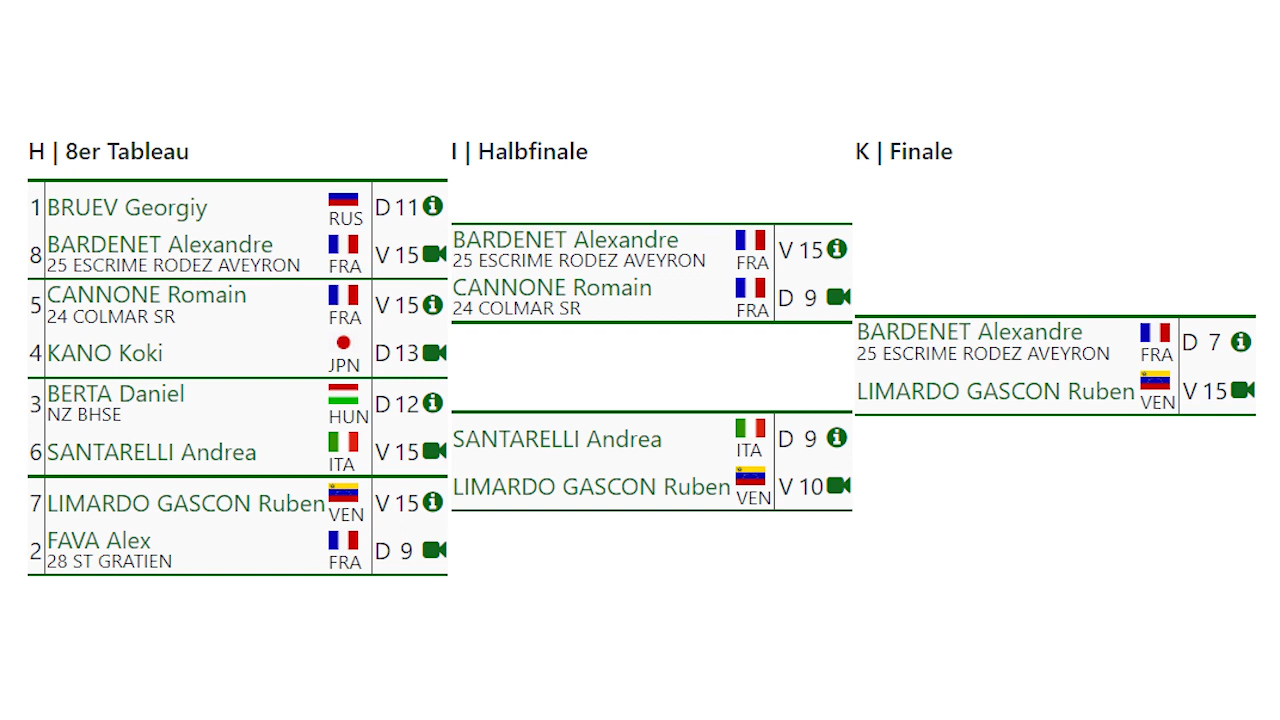 H | 8er Tableau
1 BRUEV Georgiy RUS D 11
8 BARDENET Alexandre FRA V 15
25 ESCRIME RODEZ AVEYRON
5 CANNONE Romain FRA V 15
24 COLMAR SR
4 KANO Koki JPN D 13
3 BERTA Daniel HUN D 12
NZ BHSE
6 SANTARELLI Andrea ITA V 15
7 LIMARDO GASCON Ruben VEN V 15
2 FAVA Alex FRA D 9
28 ST GRATIEN
I | Halbfinale
BARDENET Alexandre FRA V 15
25 ESCRIME RODEZ AVEYRON
CANNONE Romain FRA D 9
24 COLMAR SR
SANTARELLI Andrea ITA D 9
LIMARDO GASCON Ruben VEN V 10
K | Finale
BARDENET Alexandre FRA D 7
25 ESCRIME RODEZ AVEYRON
LIMARDO GASCON Ruben VEN V 15